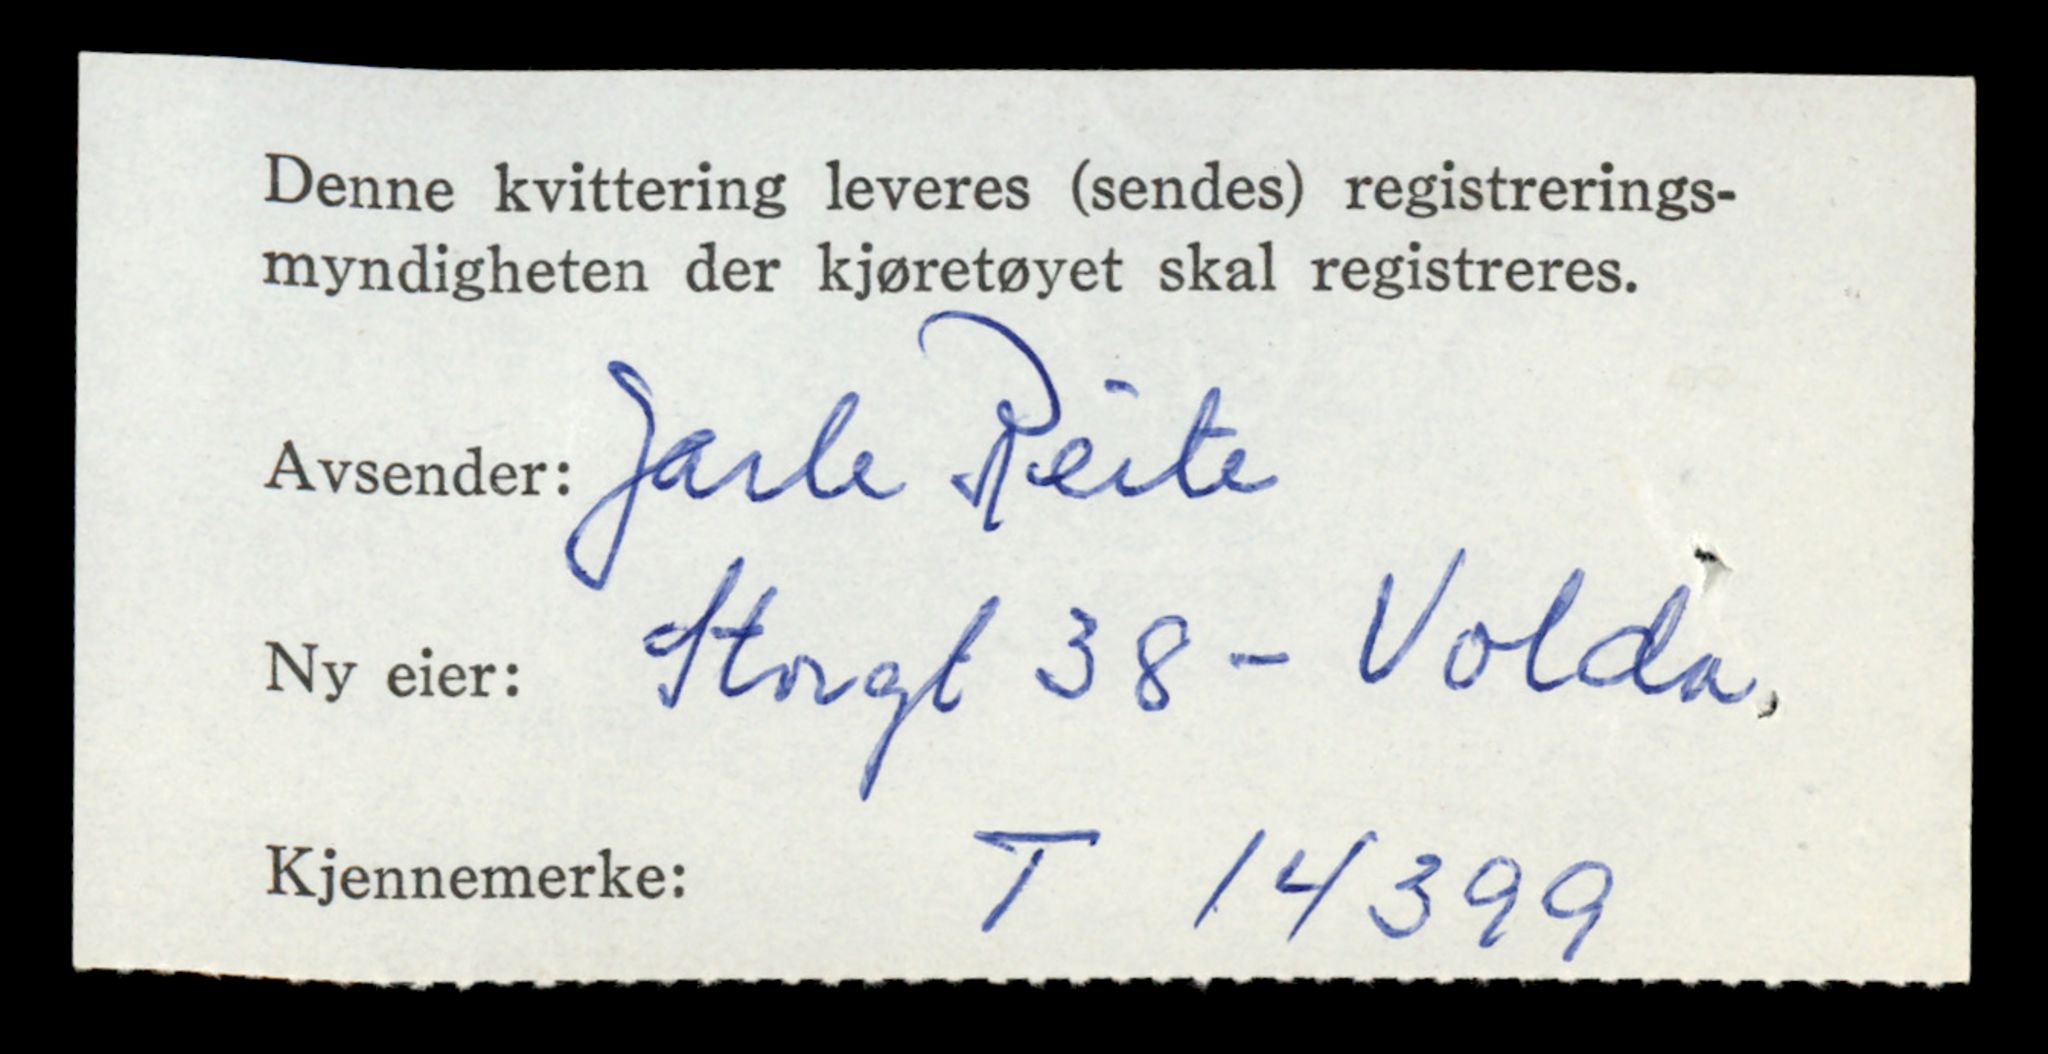 Denne kvittering leveres (sendes) registrerings-
myndigheten der kjøretøyet skal registreres.
Avsender: Jarle Reite
Ny eier: Storgt 38 - Volda.
Kjennemerke: T 14399